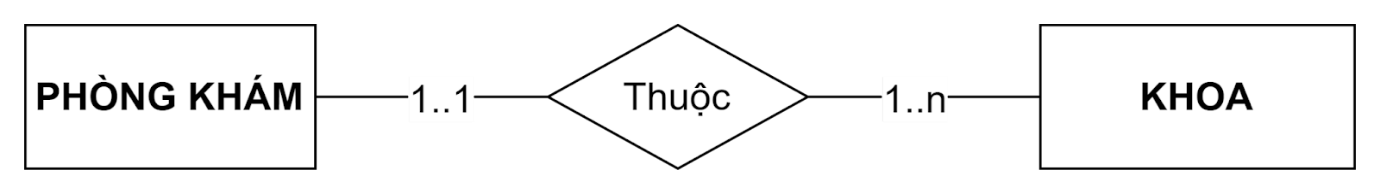 PHÒNG KHÁM 1..1 Thuộc 1..n KHOA